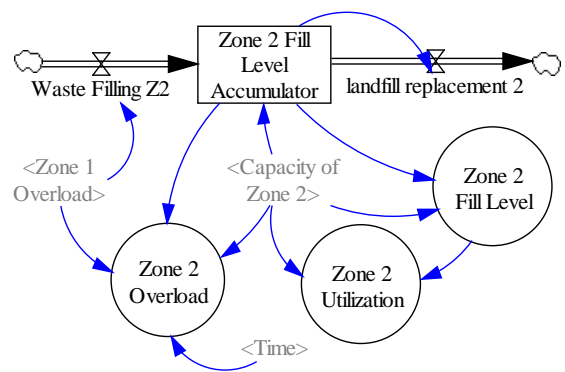 Zone 2 Fill
Level
Accumulator
Waste Filling Z2
landfill replacement 2
<Zone 1
Overload>
<Capacity of
Zone 2>
Zone 2
Fill Level
Zone 2
Overload
Zone 2
Utilization
<Time>